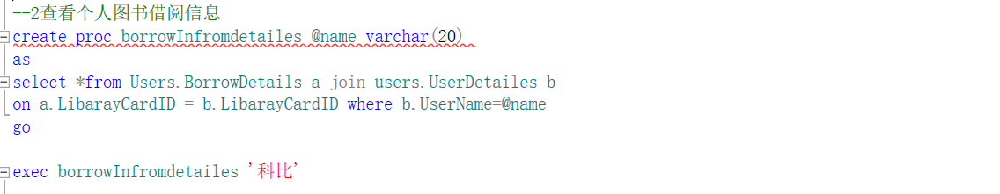 --2查看个人图书借阅信息
create proc borrowInfromdetailes @name varchar(20)
as
select *from Users.BorrowDetails a join users.UserDetailes b
on a.LibarayCardID = b.LibarayCardID where b.UserName=@name
go
exec borrowInfromdetailes '科比'